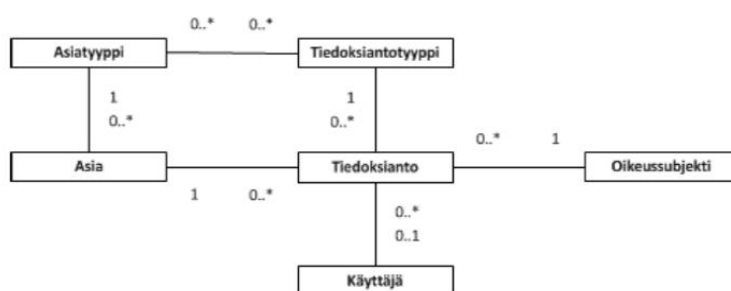 0..* 0..*
Asiatyyppi Tiedoksiantotyyppi
1 1
0..* 0..* 0..* 1
Asia Tiedoksianto Oikeussubjekti
1 0..*
0..*
0..1
Käyttäjä